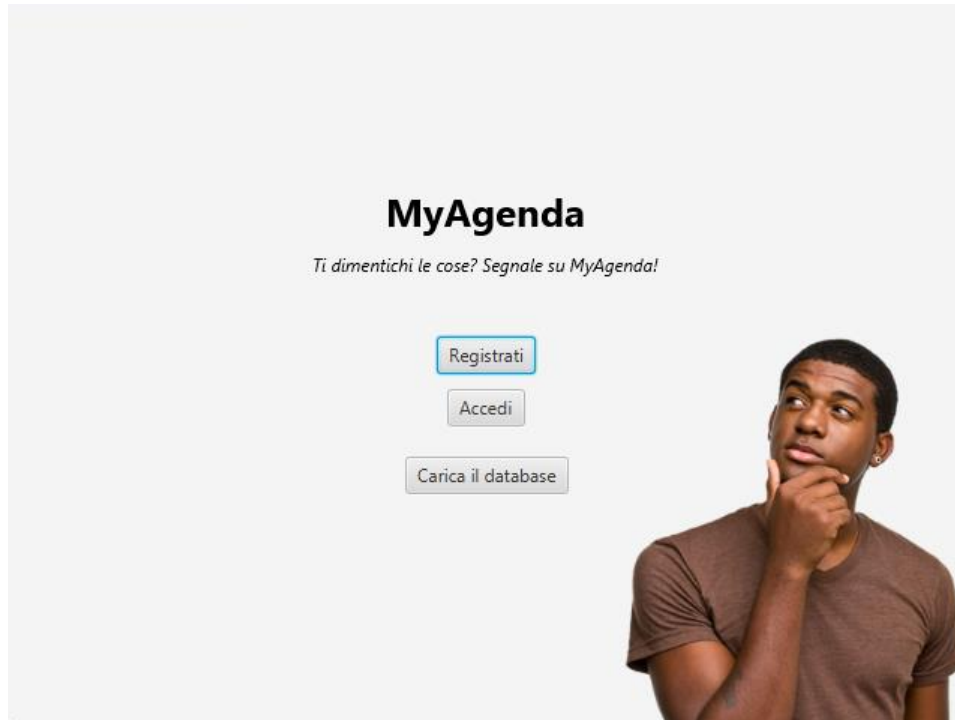 MyAgenda
Ti dimentichi le cose? Segnale su MyAgenda!
Registrati
Accedi
Carica il database